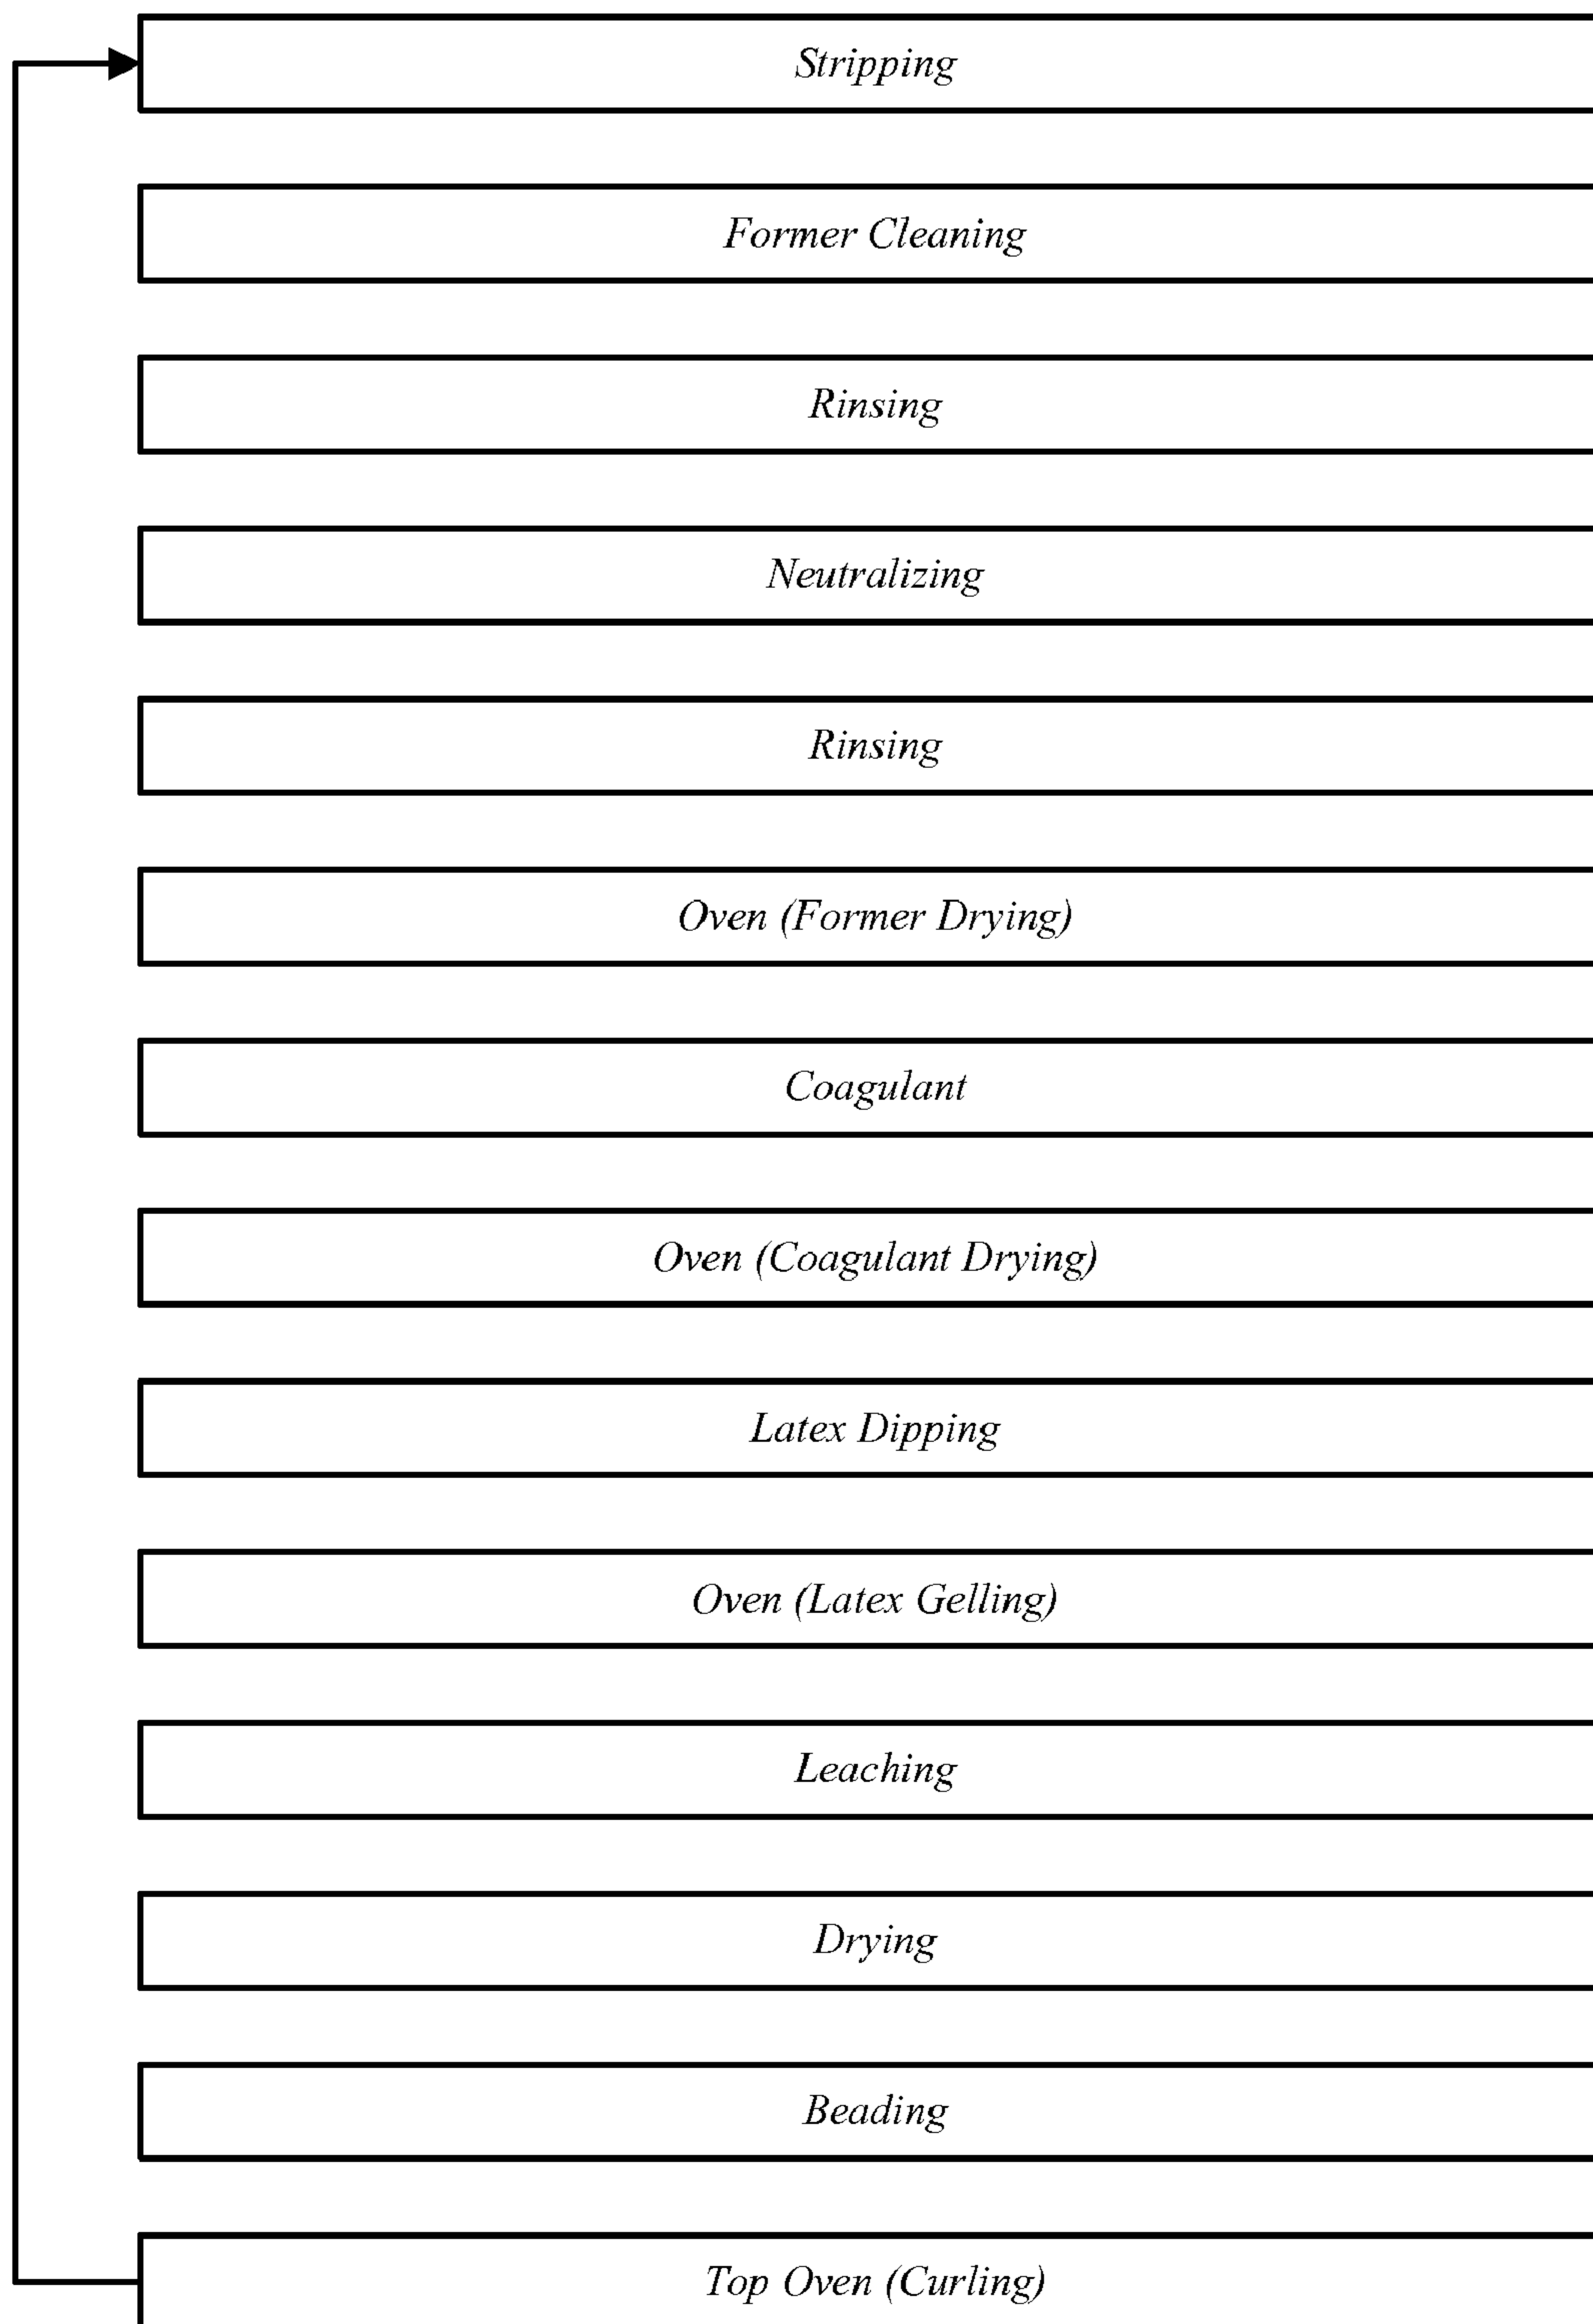 Stripping
Former Cleaning
Rinsing
Neutralizing
Rinsing
Oven (Former Drying)
Coagulant
Oven (Coagulant Drying)
Latex Dipping
Oven (Latex Gelling)
Leaching
Drying
Beading
Top Oven (Curling)